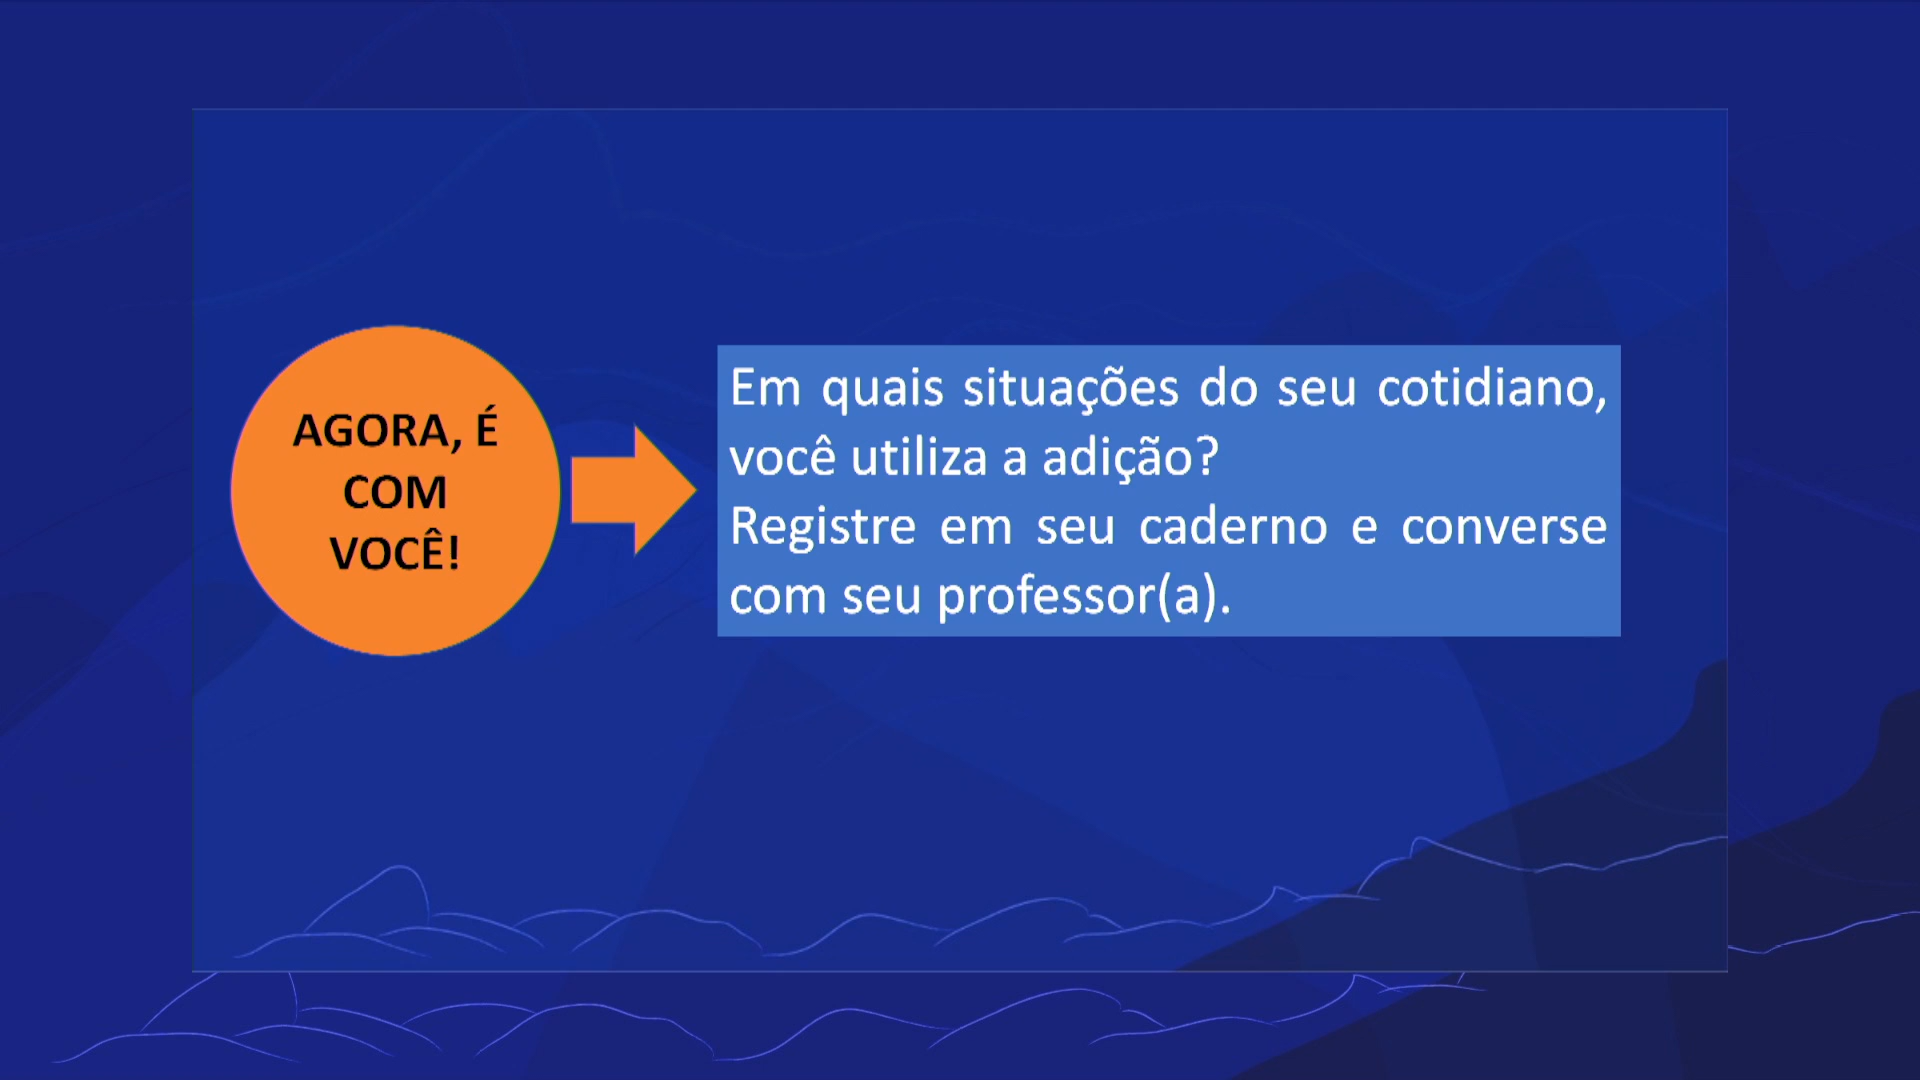 AGORA, É
COM
VOCÊ!
Em quais situações do seu cotidiano,
você utiliza a adição?
Registre em seu caderno e converse
com seu professor(a).